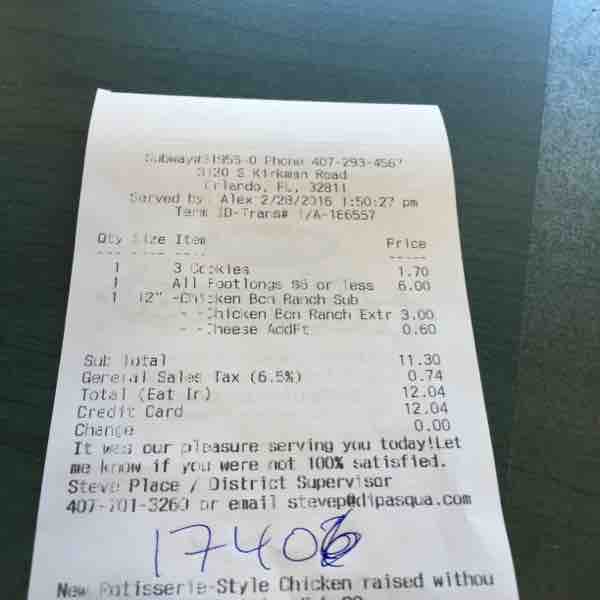 Subway#31955-0 Phone 407-293-4567
3120 S Kirkman Road
Orlando, FL, 32811
Served by: Alex 2/28/2016 1:50:27 pm
Term ID-Trans# 1/A-186557
Qty Size Item Price
--- ---- ---- -----
1 3 Cookies 1.70
1 All Footlongs $6 or less 6.00
1 12" -Chicken Bcn Ranch Sub
- -Chicken Bcn Ranch Extr 3.00
- -Cheese AddFt 0.60
Sub Total 11.30
General Sales Tax (6.5%) 0.74
Total (Eat In) 12.04
Credit Card 12.04
Change 0.00
It was our pleasure serving you today!Let
me know if you were not 100% satisfied.
Steve Place / District Supervisor
407-701-3260 or email stevep@dipasqua.com
17406
New Rotisserie-Style Chicken raised withou